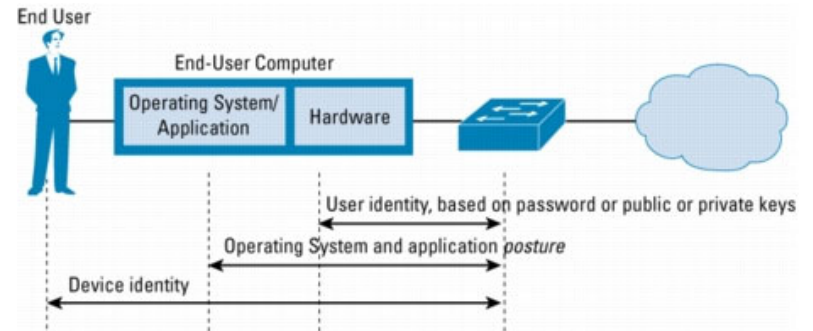 End User
End-User Computer
Operating System/
Application
Hardware
User identity, based on password or public or private keys
Operating System and application posture
Device identity